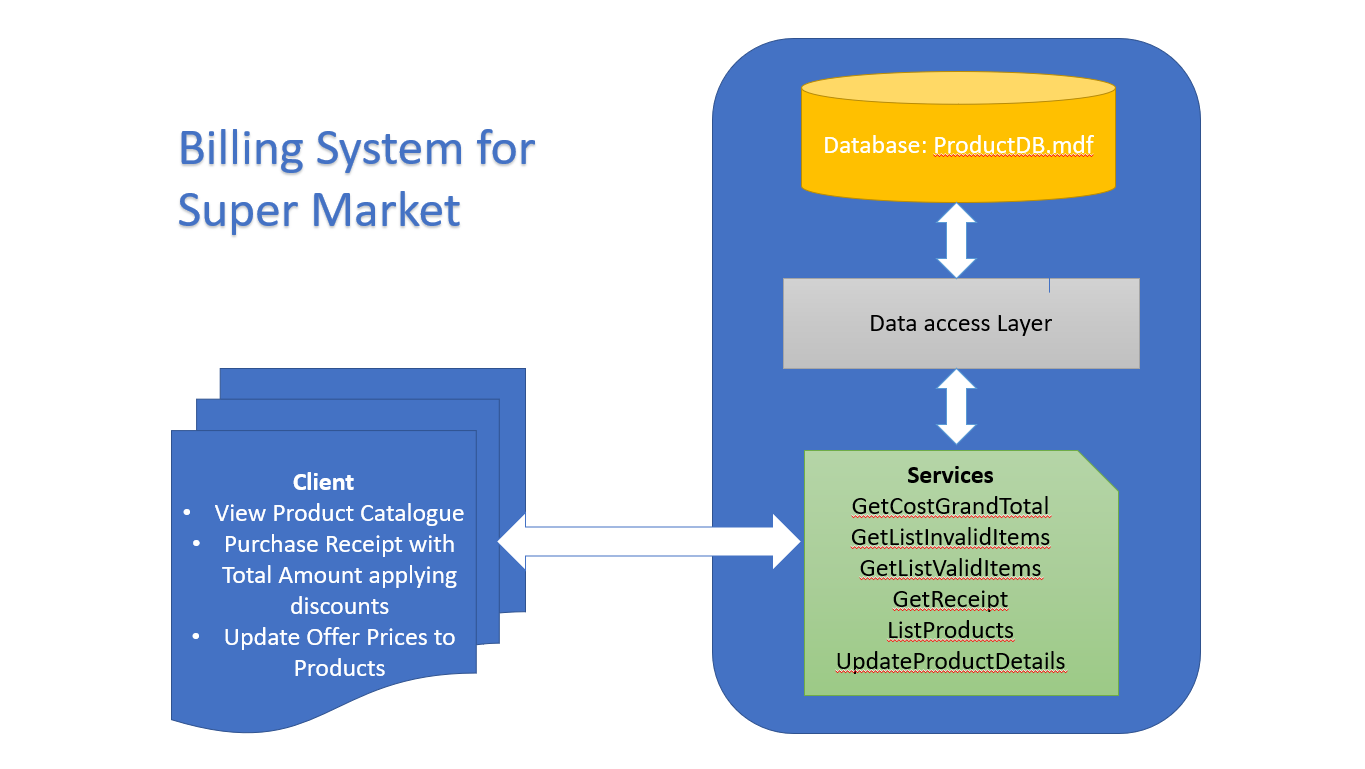 Billing System for
Super Market
Database: ProductDB.mdf
Data access Layer
Services
GetCostGrandTotal
GetListInvalidItems
GetListValidItems
GetReceipt
ListProducts
UpdateProductDetails
Client
• View Product Catalogue
• Purchase Receipt with
Total Amount applying
discounts
• Update Offer Prices to
Products